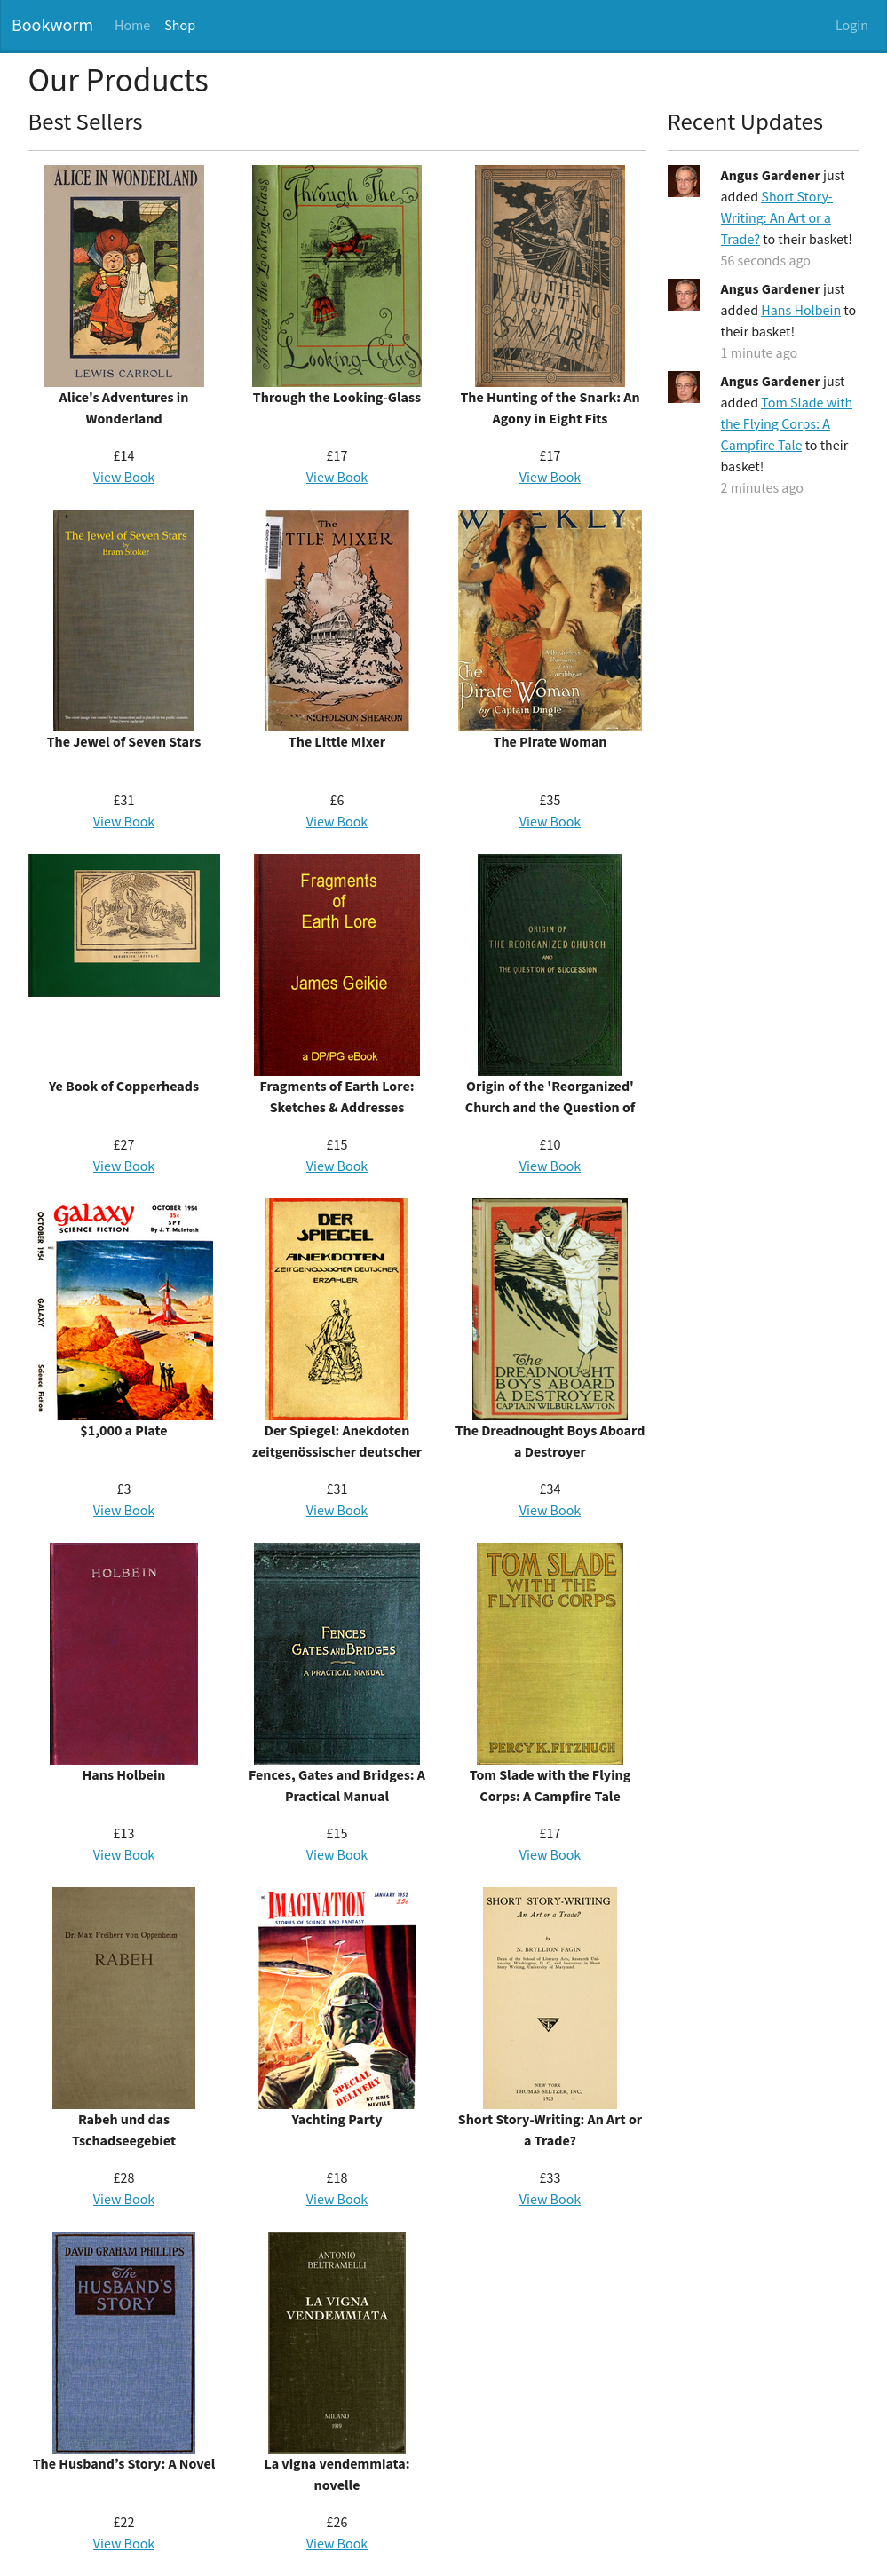 Bookworm Home Shop Login
Our Products
Best Sellers
ALICE IN WONDERLAND
LEWIS CARROLL
Alice's Adventures in
Wonderland
£14
View Book
Through the Looking-Glass
Through The
Looking-Glass
Through the Looking-Glass
£17
View Book
THE
HUNTING
OF THE
SNARK
The Hunting of the Snark: An
Agony in Eight Fits
£17
View Book
The Jewel of Seven Stars
by
Bram Stoker
The Jewel of Seven Stars
£31
View Book
The
TTLE MIXER
NICHOLSON SHEARON
The Little Mixer
£6
View Book
WEEKLY
The
Pirate Woman
by Captain Dingle
The Pirate Woman
£35
View Book
Ye Book of Copperheads
£27
View Book
Fragments
of
Earth Lore
James Geikie
a DP/PG eBook
Fragments of Earth Lore:
Sketches & Addresses
£15
View Book
ORIGIN OF
THE REORGANIZED CHURCH
AND
THE QUESTION OF SUCCESSION
Origin of the 'Reorganized'
Church and the Question of
£10
View Book
OCTOBER 1954
GALAXY
Science Fiction
Galaxy
SCIENCE FICTION
OCTOBER 1954
35¢
SPY
By J. T. McIntosh
$1,000 a Plate
£3
View Book
DER
SPIEGEL
ANEKDOTEN
ZEITGENÖSSISCHER DEUTSCHER
ERZÄHLER
Der Spiegel: Anekdoten
zeitgenössischer deutscher
£31
View Book
The
DREADNOUGHT
BOYS ABOARD
A DESTROYER
CAPTAIN WILBUR LAWTON
The Dreadnought Boys Aboard
a Destroyer
£34
View Book
HOLBEIN
Hans Holbein
£13
View Book
FENCES
GATES AND BRIDGES
A PRACTICAL MANUAL
Fences, Gates and Bridges: A
Practical Manual
£15
View Book
TOM SLADE
WITH THE
FLYING CORPS
PERCY K. FITZHUGH
Tom Slade with the Flying
Corps: A Campfire Tale
£17
View Book
Dr. Max Freiherr von Oppenheim
RABEH
Rabeh und das
Tschadseegebiet
£28
View Book
IMAGINATION
JANUARY 1952
35¢
STORIES OF SCIENCE AND FANTASY
SPECIAL
DELIVERY
BY KRIS
NEVILLE
Yachting Party
£18
View Book
SHORT STORY-WRITING
An Art or a Trade?
by
N. BRYLLION FAGIN
NEW YORK
THOMAS SELTZER, INC.
1923
Short Story-Writing: An Art or
a Trade?
£33
View Book
DAVID GRAHAM PHILLIPS
The
HUSBAND'S
STORY
The Husband’s Story: A Novel
£22
View Book
ANTONIO
BELTRAMELLI
LA VIGNA
VENDEMMIATA
MILANO
La vigna vendemmiata:
novelle
£26
View Book
Recent Updates
Angus Gardener just
added Short Story-
Writing: An Art or a
Trade? to their basket!
56 seconds ago
Angus Gardener just
added Hans Holbein to
their basket!
1 minute ago
Angus Gardener just
added Tom Slade with
the Flying Corps: A
Campfire Tale to their
basket!
2 minutes ago